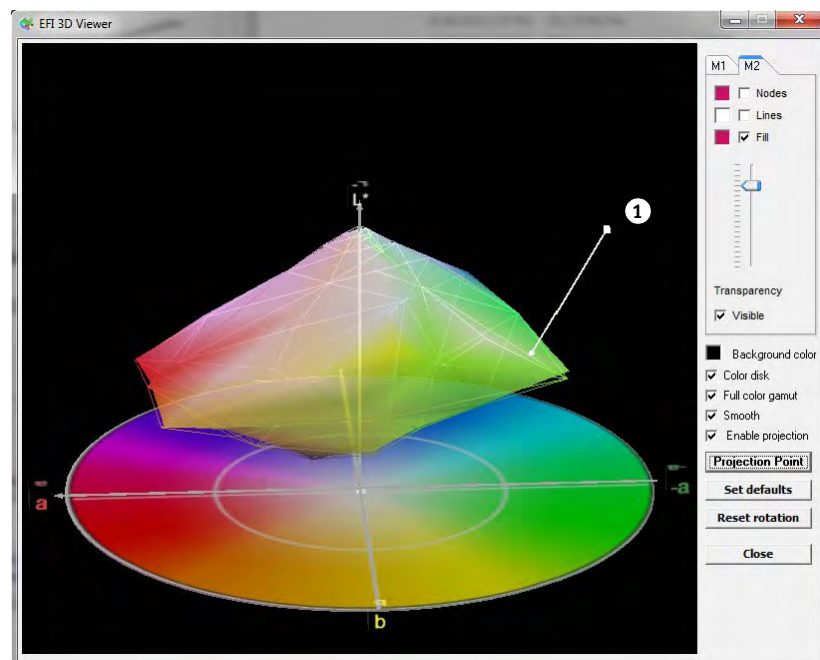 EFI 3D Viewer
M1 M2
Nodes
Lines
Fill
L*
1
Transparency
Visible
Background color
Color disk
Full color gamut
Smooth
Enable projection
Projection Point
Set defaults
Reset rotation
Close
a
-a
b